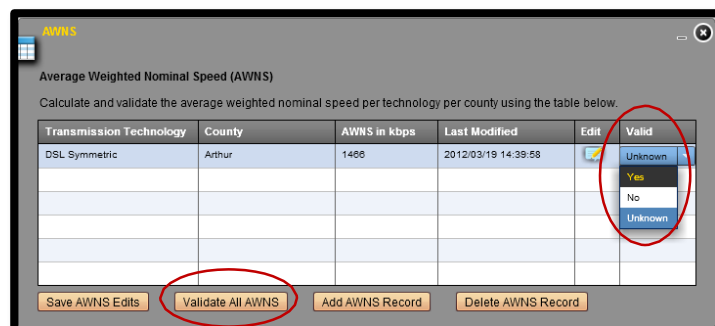 AWNS
Average Weighted Nominal Speed (AWNS)
Calculate and validate the average weighted nominal speed per technology per county using the table below.
Transmission Technology County AWNS in kbps Last Modified Edit Valid
DSL Symmetric Arthur 1466 2012/03/19 14:39:58 Unknown
Yes
No
Unknown
Save AWNS Edits Validate All AWNS Add AWNS Record Delete AWNS Record